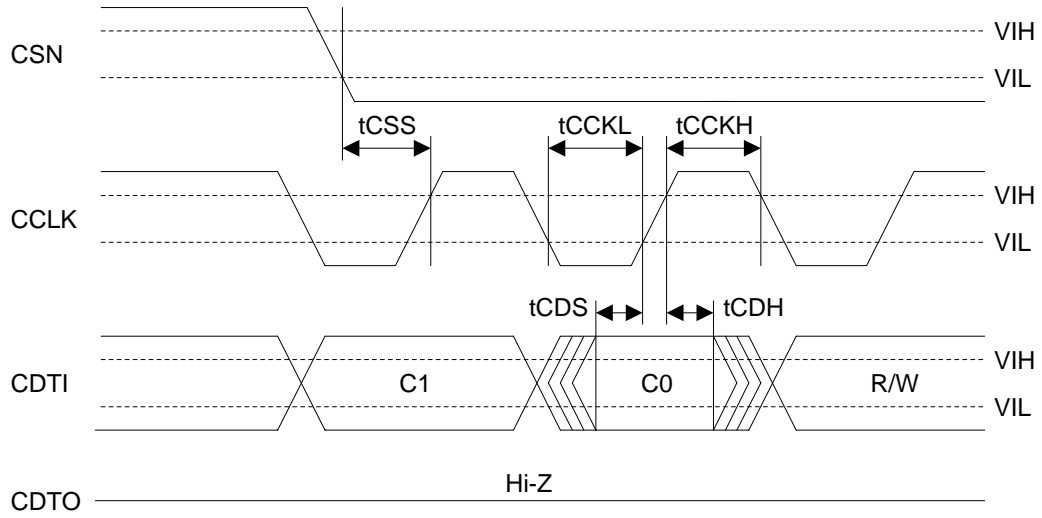 CSN
VIH
VIL
tCSS
tCCKL
tCCKH
CCLK
VIH
VIL
tCDS
tCDH
CDTI
C1
C0
R/W
VIH
VIL
CDTO
Hi-Z